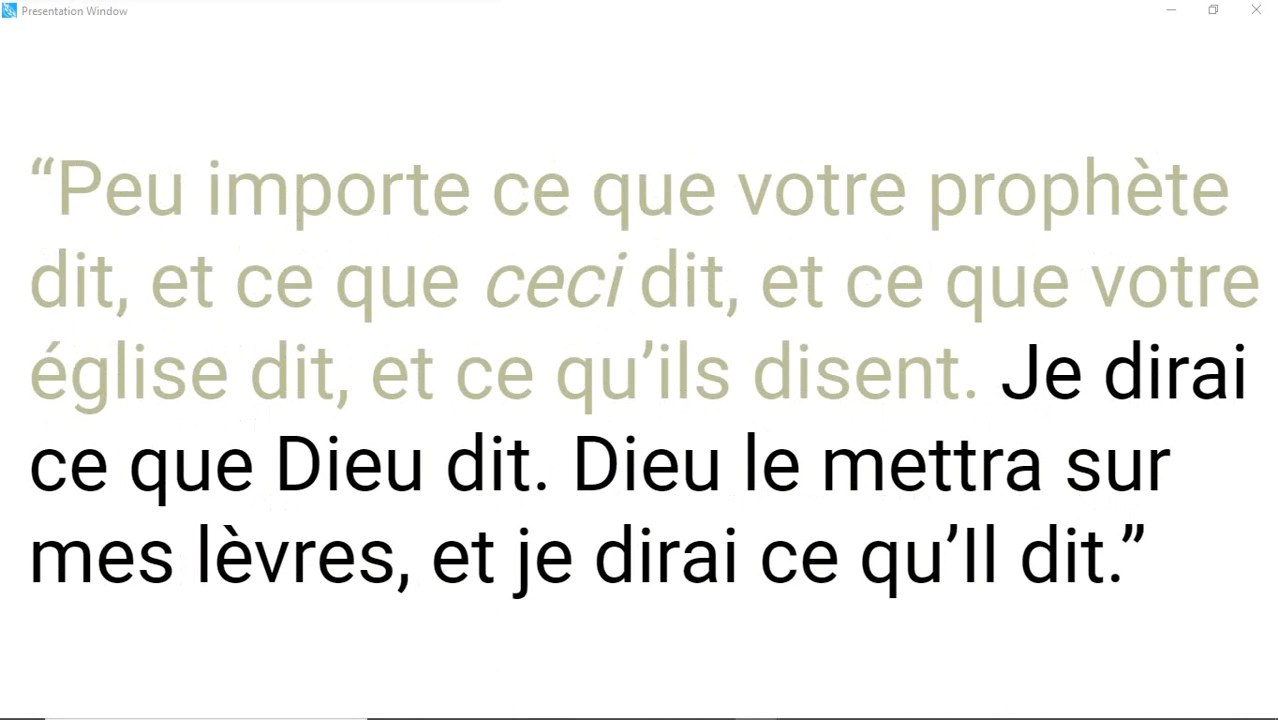 Presentation Window
“Peu importe ce que votre prophète
dit, et ce que ceci dit, et ce que votre
église dit, et ce qu’ils disent. Je dirai
ce que Dieu dit. Dieu le mettra sur
mes lèvres, et je dirai ce qu’Il dit.”